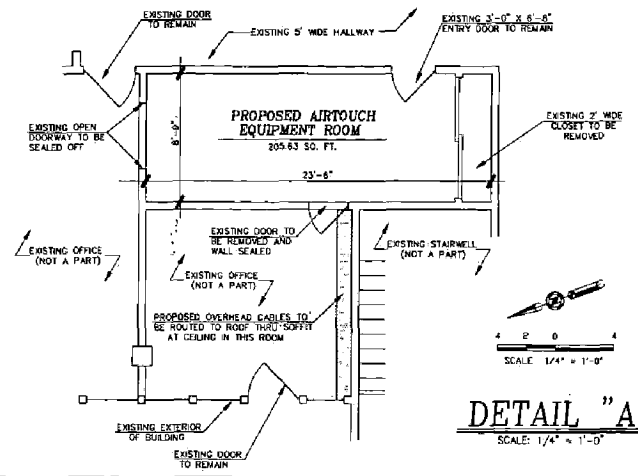 EXISTING DOOR
TO REMAIN
EXISTING 5' WIDE HALLWAY
EXISTING 3'-0" X 6'-8"
ENTRY DOOR TO REMAIN
PROPOSED AIRTOUCH
EQUIPMENT ROOM
205.63 SQ. FT.
EXISTING OPEN
DOORWAY TO BE
SEALED OFF
8'-9"
EXISTING 2' WIDE
CLOSET TO BE
REMOVED
23'-6"
EXISTING DOOR TO
BE REMOVED AND
WALL SEALED
EXISTING OFFICE
(NOT A PART)
EXISTING OFFICE
(NOT A PART)
EXISTING STAIRWELL
(NOT A PART)
PROPOSED OVERHEAD CABLES TO
BE ROUTED TO ROOF THRU SOFFIT
AT CEILING IN THIS ROOM
4 2 0 4
SCALE 1/4" = 1'-0"
EXISTING EXTERIOR
OF BUILDING
EXISTING DOOR
TO REMAIN
DETAIL "A
SCALE: 1/4" = 1'-0"